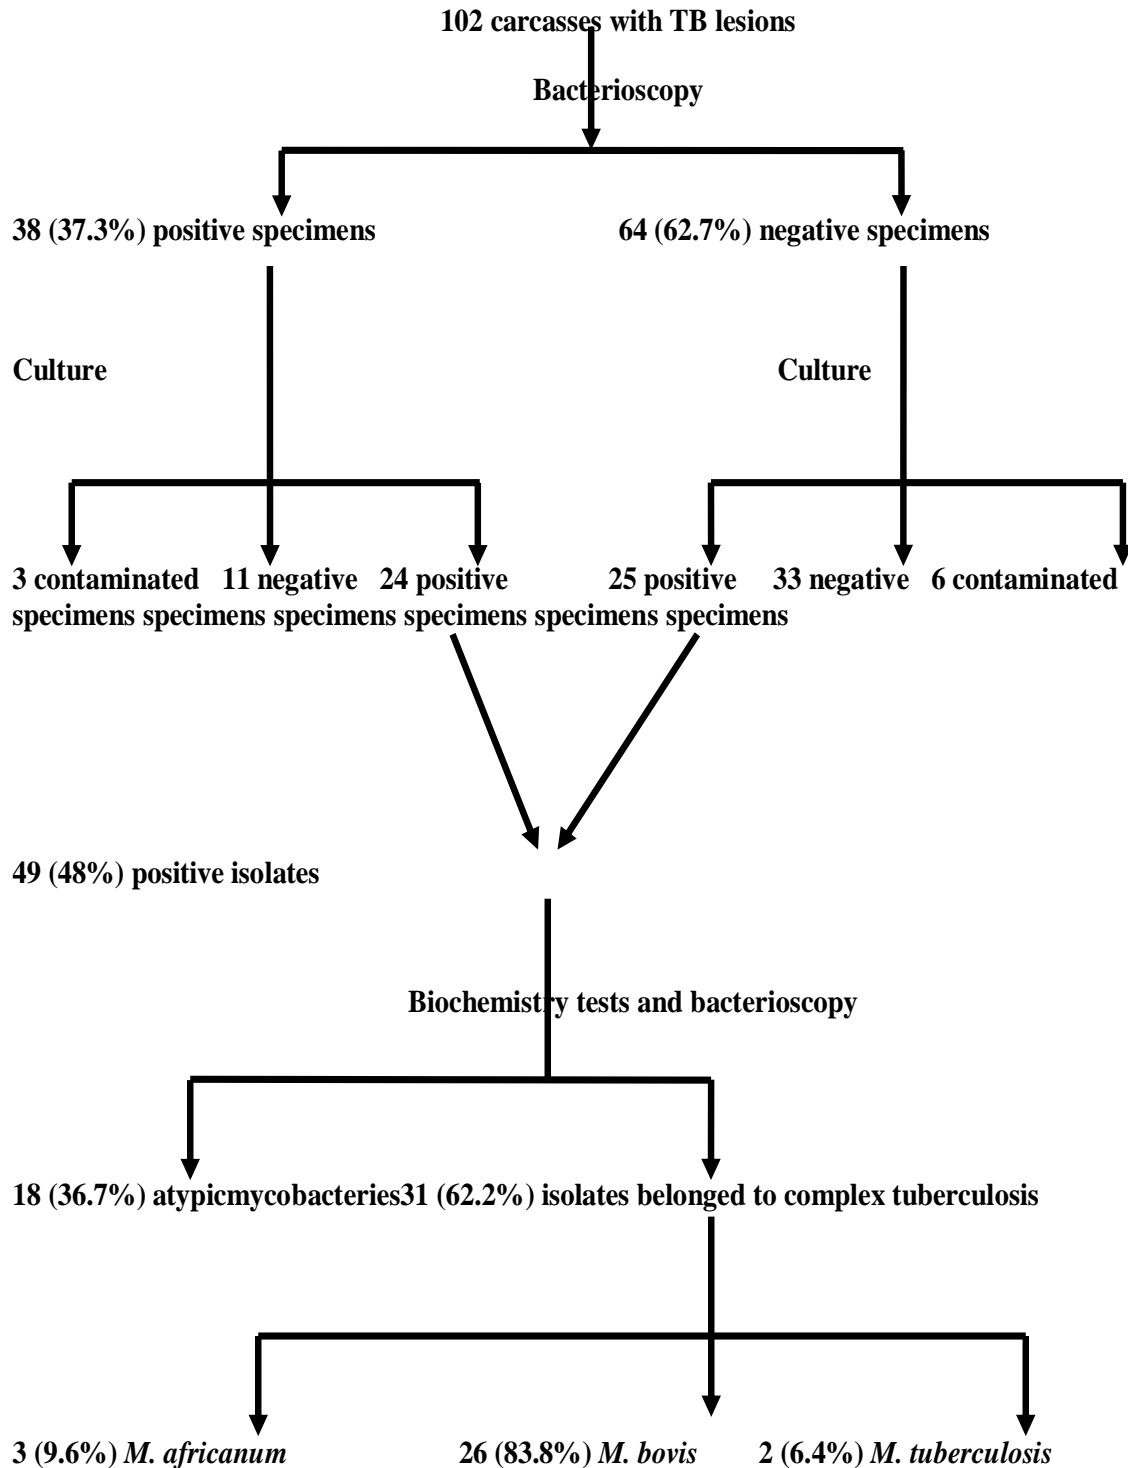 102 carcasses with TB lesions
Bacterioscopy
38 (37.3%) positive specimens 64 (62.7%) negative specimens
Culture Culture
3 contaminated 11 negative 24 positive 25 positive 33 negative 6 contaminated
specimens specimens specimens specimens specimens specimens
49 (48%) positive isolates
Biochemistry tests and bacterioscopy
18 (36.7%) atypicmycobacteries31 (62.2%) isolates belonged to complex tuberculosis
3 (9.6%) M. africanum 26 (83.8%) M. bovis 2 (6.4%) M. tuberculosis